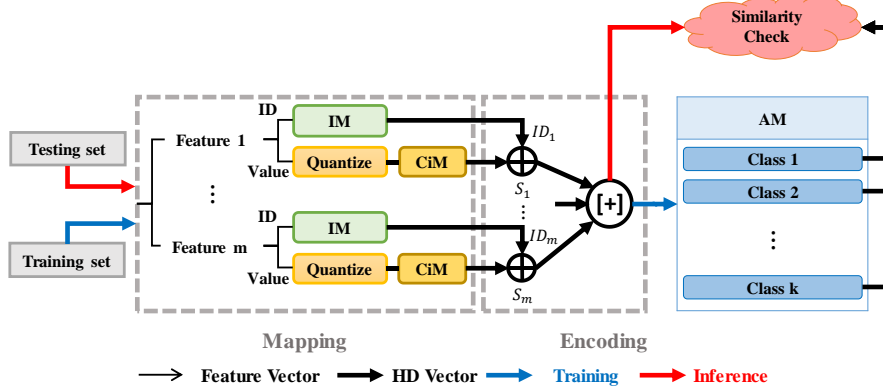 Similarity
Check
AM
ID
IM
ID₁
Testing set
Feature 1
Class 1
Value
Quantize
CiM
S₁
Class 2
⋮
⋮
[+]
ID
IM
IDₘ
⋮
Training set
Feature m
Value
Quantize
CiM
Sₘ
Class k
Mapping
Encoding
Feature Vector
HD Vector
Training
Inference